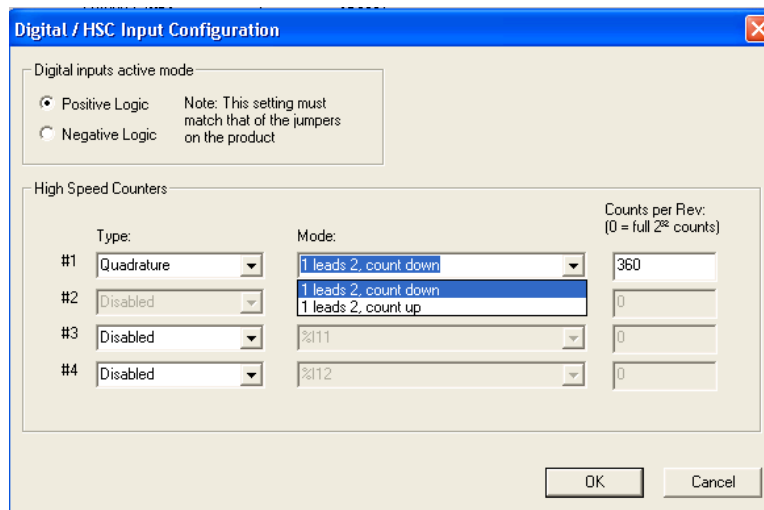 Digital / HSC Input Configuration
Digital inputs active mode
Positive Logic
Negative Logic
Note: This setting must
match that of the jumpers
on the product
High Speed Counters
Type:
Mode:
Counts per Rev:
(0 = full 2³² counts)
#1 Quadrature 1 leads 2, count down 360
1 leads 2, count down
1 leads 2, count up
#2 Disabled 0
#3 Disabled %I11 0
#4 Disabled %I12 0
OK Cancel